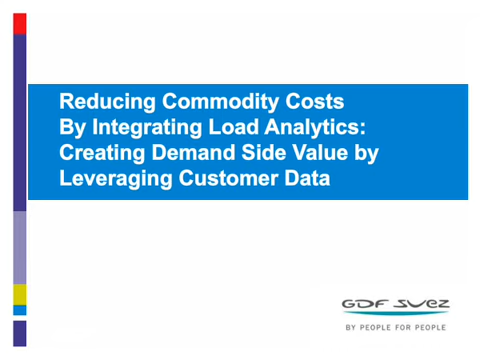 Reducing Commodity Costs
By Integrating Load Analytics:
Creating Demand Side Value by
Leveraging Customer Data
GDF SUEZ
BY PEOPLE FOR PEOPLE